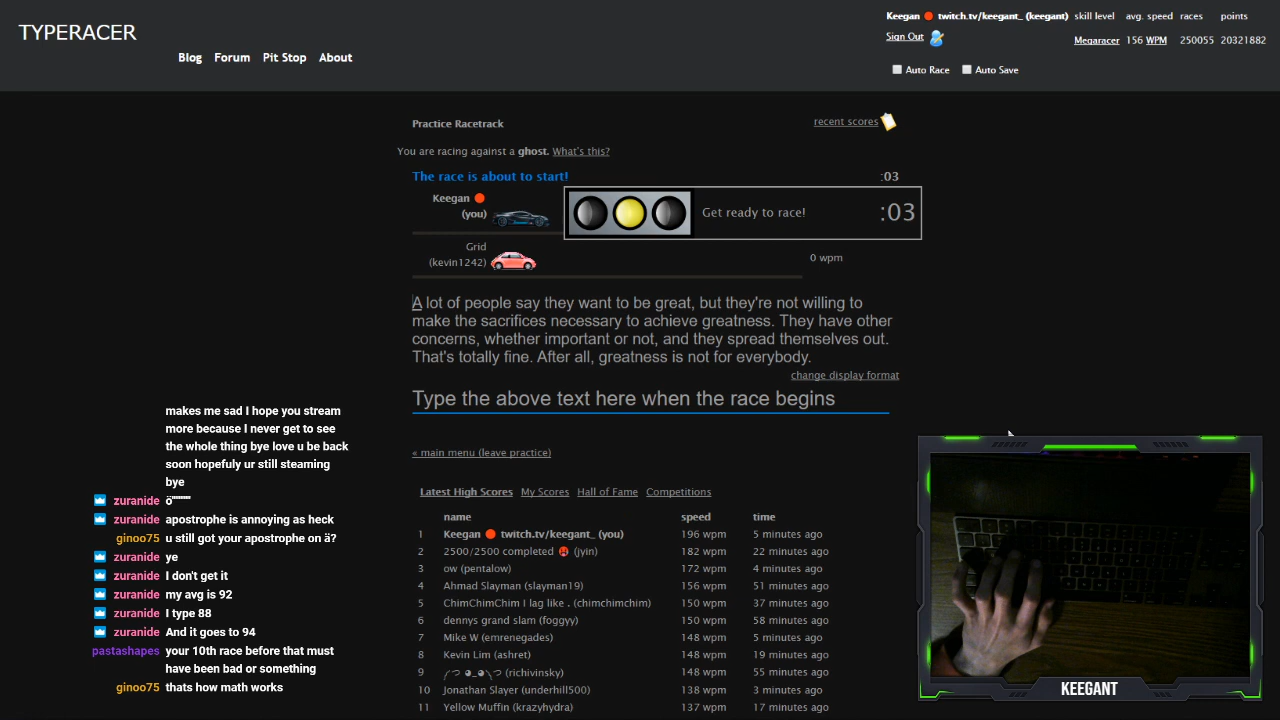 TYPERACER
Blog Forum Pit Stop About
Keegan twitch.tv/keegant_ (keegant) skill level avg. speed races points
Sign Out Megaracer 156 WPM 250055 20321882
Auto Race Auto Save
Practice Racetrack
recent scores
You are racing against a ghost. What's this?
The race is about to start! :03
Keegan
(you)
Get ready to race! :03
Grid
(kevin1242)
0 wpm
A lot of people say they want to be great, but they're not willing to
make the sacrifices necessary to achieve greatness. They have other
concerns, whether important or not, and they spread themselves out.
That's totally fine. After all, greatness is not for everybody.
change display format
Type the above text here when the race begins
« main menu (leave practice)
Latest High Scores My Scores Hall of Fame Competitions
name speed time
1 Keegan twitch.tv/keegant_ (you) 196 wpm 5 minutes ago
2 2500/2500 completed (jyin) 182 wpm 22 minutes ago
3 ow (pentalow) 172 wpm 4 minutes ago
4 Ahmad Slayman (slayman19) 156 wpm 51 minutes ago
5 ChimChimChim I lag like . (chimchimchim) 150 wpm 37 minutes ago
6 dennys grand slam (foggyy) 150 wpm 58 minutes ago
7 Mike W (emrenegades) 148 wpm 5 minutes ago
8 Kevin Lim (ashret) 148 wpm 19 minutes ago
9 (richivinsky) 148 wpm 55 minutes ago
10 Jonathan Slayer (underhill500) 138 wpm 3 minutes ago
11 Yellow Muffin (krazyhydra) 137 wpm 17 minutes ago
makes me sad I hope you stream
more because I never get to see
the whole thing bye love u be back
soon hopefuly ur still steaming
bye
zuranide
zuranide apostrophe is annoying as heck
ginoo75 u still got your apostrophe on ä?
zuranide ye
zuranide I don't get it
zuranide my avg is 92
zuranide I type 88
zuranide And it goes to 94
pastashapes your 10th race before that must
have been bad or something
ginoo75 thats how math works
KEEGANT